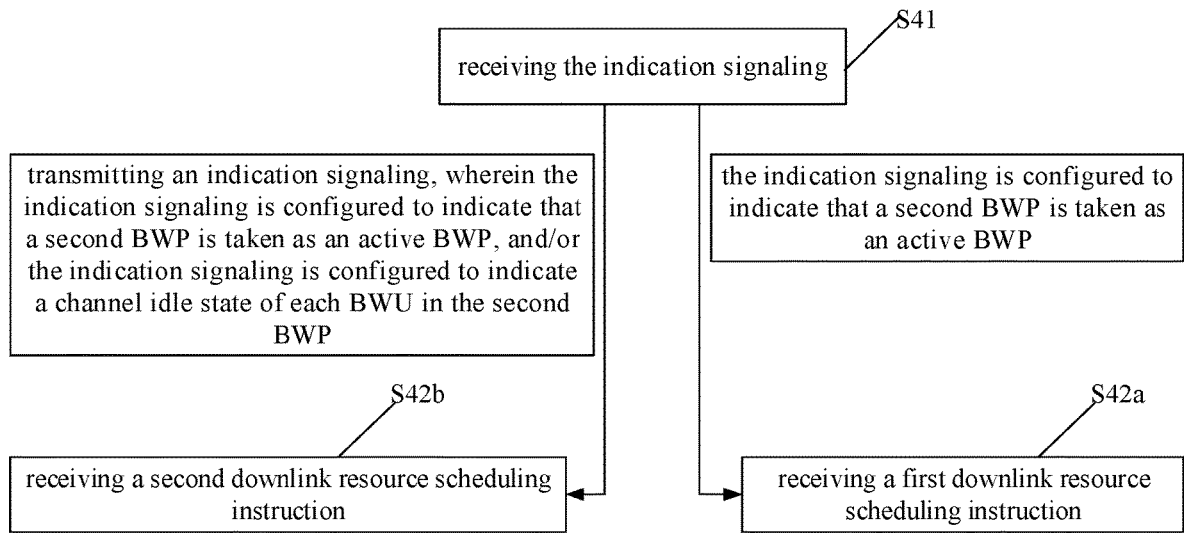 S41
receiving the indication signaling
transmitting an indication signaling, wherein the
indication signaling is configured to indicate that
a second BWP is taken as an active BWP, and/or
the indication signaling is configured to indicate
a channel idle state of each BWU in the second
BWP
the indication signaling is configured to
indicate that a second BWP is taken as
an active BWP
S42b
receiving a second downlink resource scheduling
instruction
S42a
receiving a first downlink resource
scheduling instruction